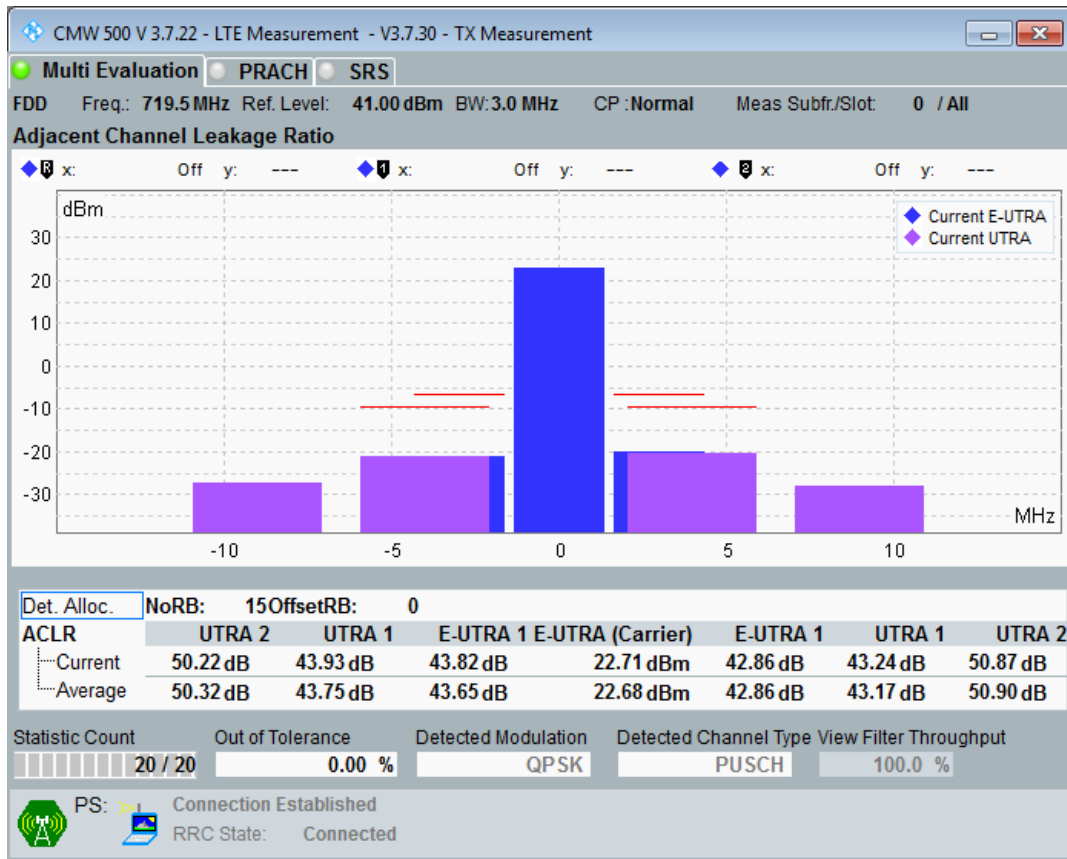 CMW 500 V 3.7.22 - LTE Measurement - V3.7.30 - TX Measurement
Multi Evaluation PRACH SRS
FDD Freq.: 719.5 MHz Ref. Level: 41.00 dBm BW: 3.0 MHz CP : Normal Meas Subfr./Slot: 0 / All
Adjacent Channel Leakage Ratio
R x: Off y: --- 1 x: Off y: --- 2 x: Off y: ---
dBm
Current E-UTRA
Current UTRA
30
20
10
0
-10
-20
-30
MHz
-10 -5 0 5 10
Det. Alloc. NoRB: 15 OffsetRB: 0
ACLR UTRA 2 UTRA 1 E-UTRA 1 E-UTRA (Carrier) E-UTRA 1 UTRA 1 UTRA 2
Current 50.22 dB 43.93 dB 43.82 dB 22.71 dBm 42.86 dB 43.24 dB 50.87 dB
Average 50.32 dB 43.75 dB 43.65 dB 22.68 dBm 42.86 dB 43.17 dB 50.90 dB
Statistic Count Out of Tolerance Detected Modulation Detected Channel Type View Filter Throughput
20 / 20 0.00 % QPSK PUSCH 100.0 %
PS: Connection Established
RRC State: Connected